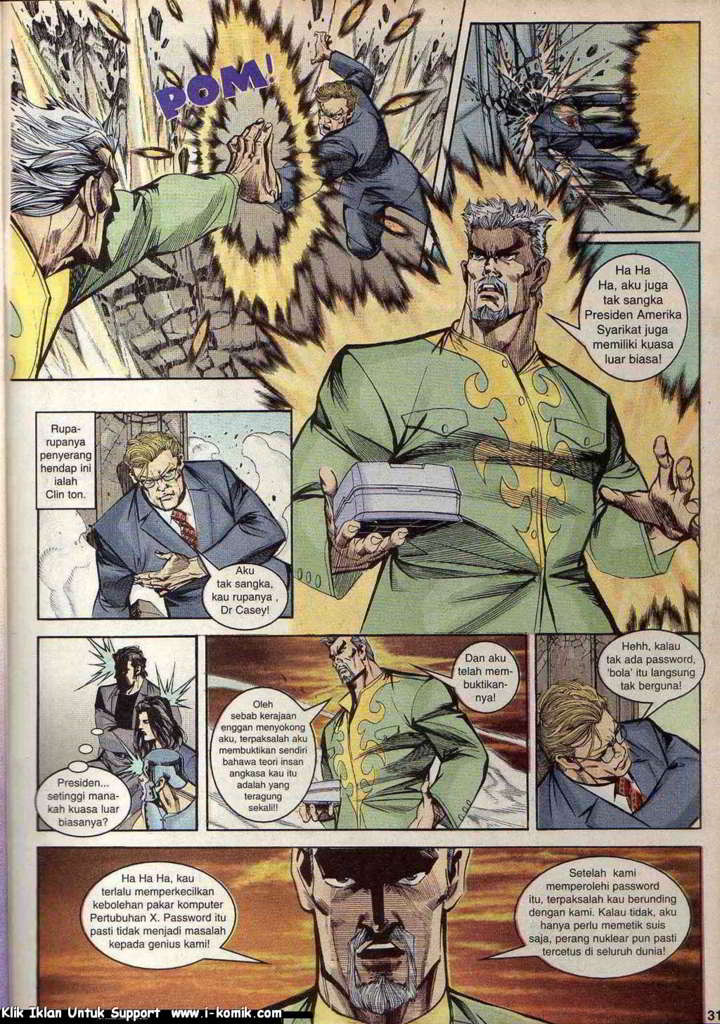 POM!
Ha Ha
Ha, aku juga
tak sangka
Presiden Amerika
Syarikat juga
memiliki kuasa
luar biasa!
Rupa-
rupanya
penyerang
hendap ini
ialah
Clin ton.
Aku
tak sangka,
kau rupanya ,
Dr Casey!
Presiden...
setinggi mana-
kah kuasa luar
biasanya?
Oleh
sebab kerajaan
enggan menyokong
aku, terpaksalah aku
membuktikan sendiri
bahawa teori insan
angkasa kau itu
adalah yang
teragung
sekali!!
Dan aku
telah mem-
buktikan-
nya!
Hehh, kalau
tak ada password,
'bola' itu langsung
tak berguna!
Ha Ha Ha, kau
terlalu memperkecilkan
kebolehan pakar komputer
Pertubuhan X. Password itu
pasti tidak menjadi masalah
kepada genius kami!
Setelah kami
memperolehi password
itu, terpaksalah kau berunding
dengan kami. Kalau tidak, aku
hanya perlu memetik suis
saja, perang nuklear pun pasti
tercetus di seluruh dunia!
Klik Iklan Untuk Support www.i-komik.com
31